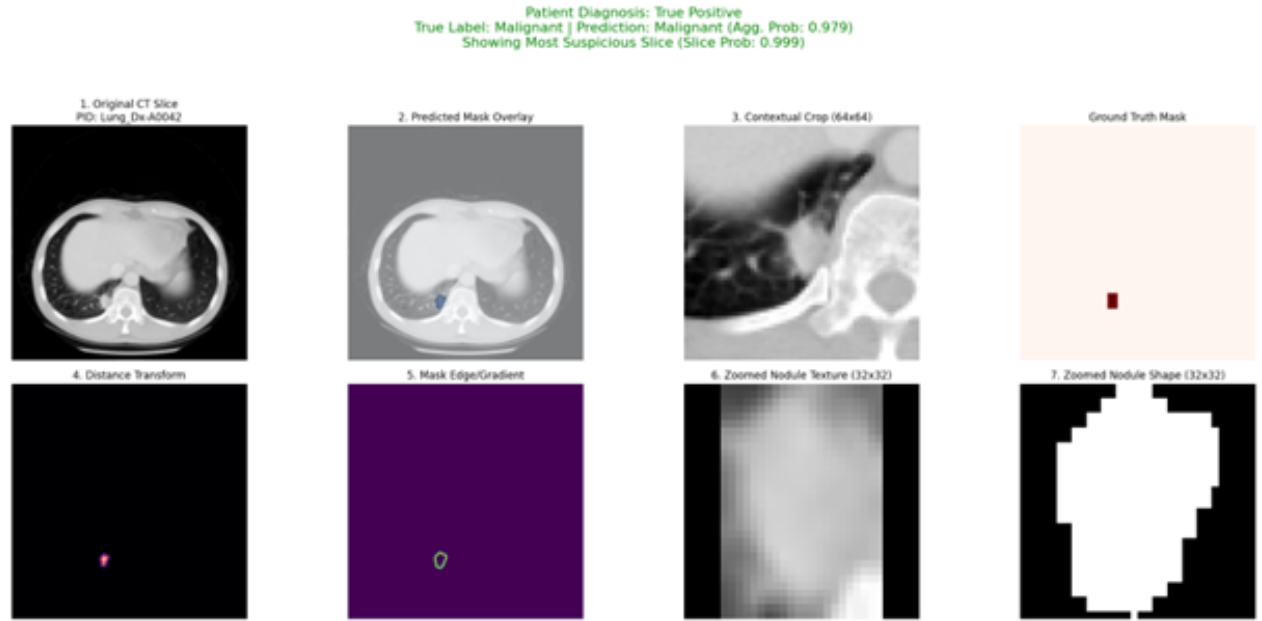 Patient Diagnosis: True Positive
True Label: Malignant | Prediction: Malignant (Agg. Prob: 0.979)
Showing Most Suspicious Slice (Slice Prob: 0.999)
1. Original CT Slice
PID: Lung_Dx-A0042
2. Predicted Mask Overlay
3. Contextual Crop (64x64)
Ground Truth Mask
4. Distance Transform
5. Mask Edge/Gradient
6. Zoomed Nodule Texture (32x32)
7. Zoomed Nodule Shape (32x32)